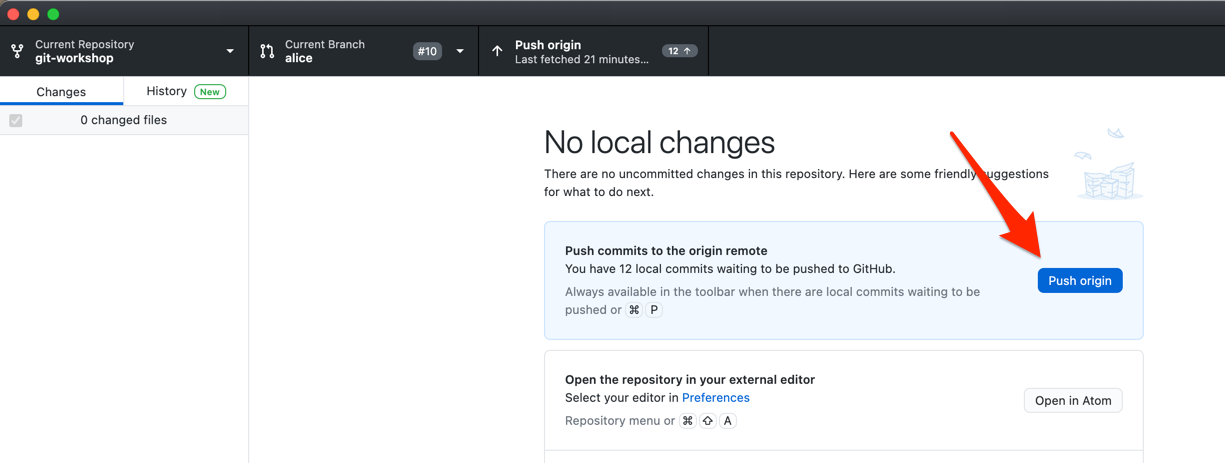 Current Repository
git-workshop
Current Branch
alice
#10
Push origin
Last fetched 21 minutes...
12 ↑
Changes
History New
0 changed files
No local changes
There are no uncommitted changes in this repository. Here are some friendly suggestions
for what to do next.
Push commits to the origin remote
You have 12 local commits waiting to be pushed to GitHub.
Always available in the toolbar when there are local commits waiting to be
pushed or ⌘ P
Push origin
Open the repository in your external editor
Select your editor in Preferences
Repository menu or ⌘ ⇧ A
Open in Atom